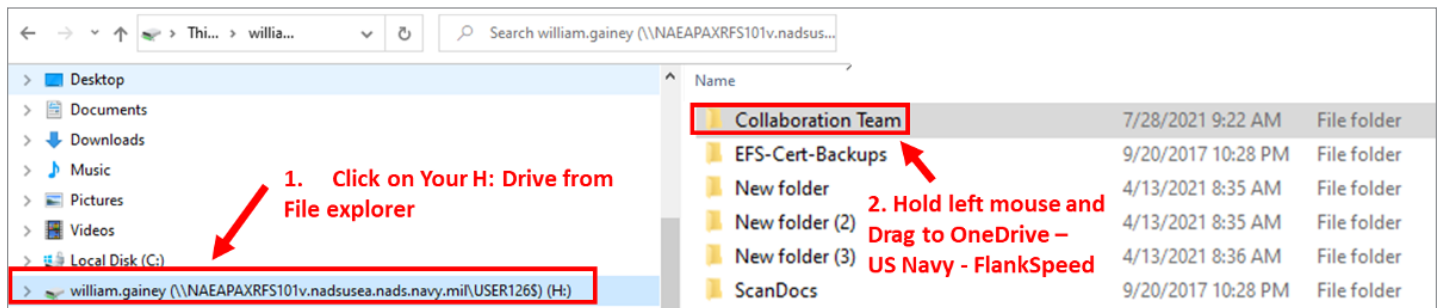 Thi... > willia...
Search william.gainey (\\NAEAPAXRFS101v.nadsus...
Desktop
Documents
Downloads
Music
Pictures
Videos
Local Disk (C:)
william.gainey (\\NAEAPAXRFS101v.nadsusea.nads.navy.mil\USER126$) (H:)
1. Click on Your H: Drive from
File explorer
Name
Collaboration Team 7/28/2021 9:22 AM File folder
EFS-Cert-Backups 9/20/2017 10:28 PM File folder
New folder 4/13/2021 8:35 AM File folder
New folder (2) 4/13/2021 8:35 AM File folder
New folder (3) 4/13/2021 8:36 AM File folder
ScanDocs 9/20/2017 10:28 PM File folder
2. Hold left mouse and
Drag to OneDrive –
US Navy - FlankSpeed